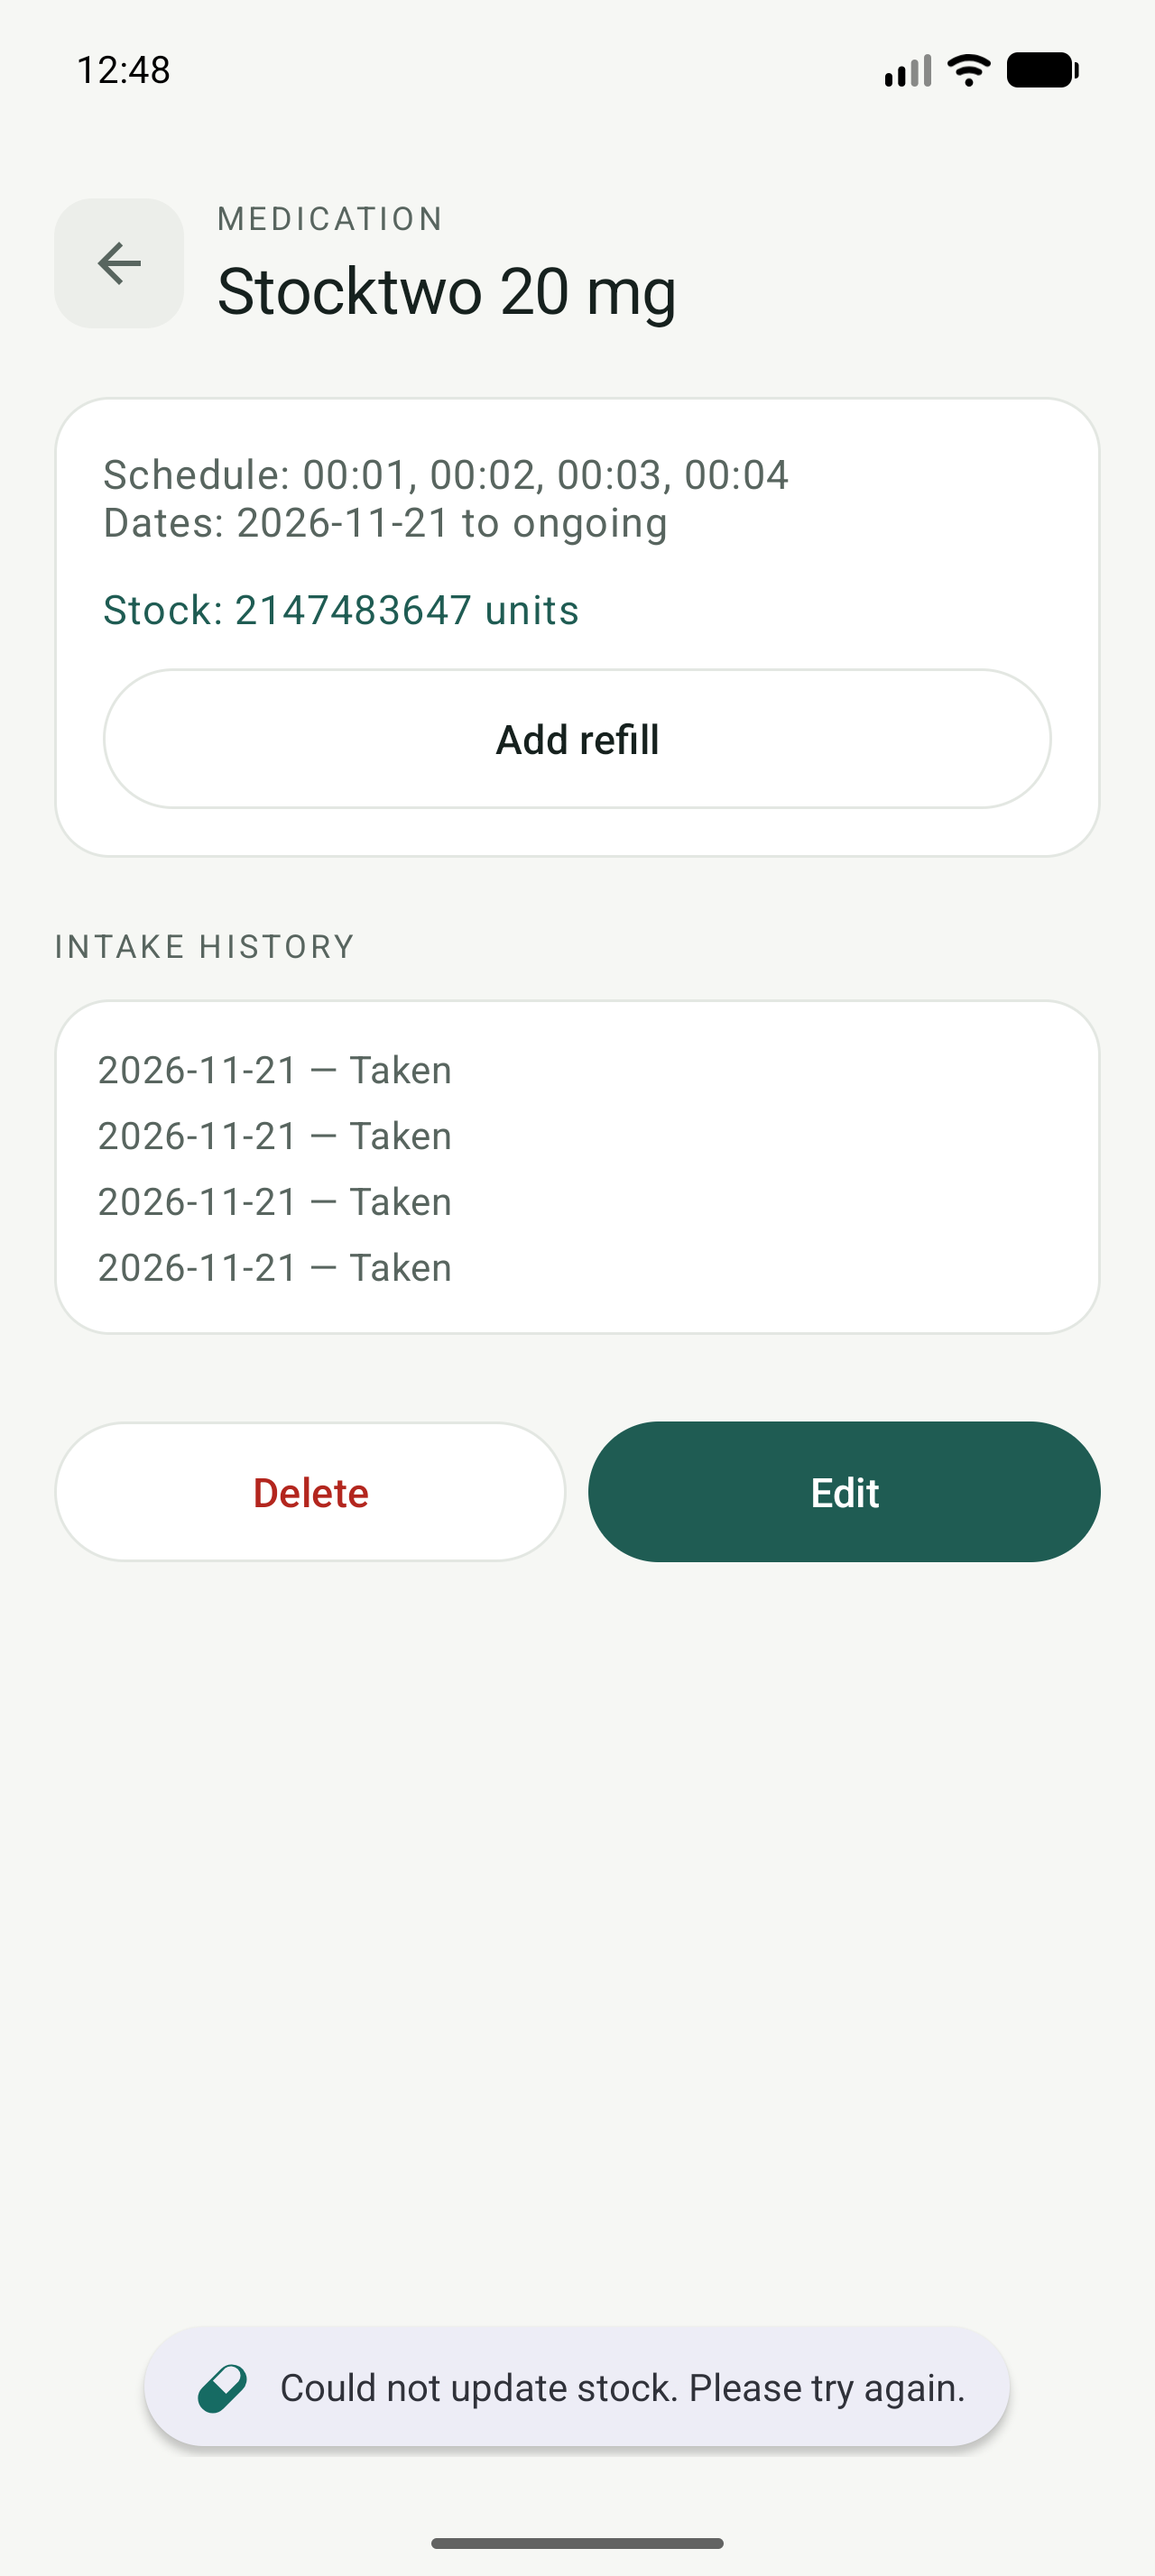 12:48
MEDICATION
Stocktwo 20 mg
Schedule: 00:01, 00:02, 00:03, 00:04
Dates: 2026-11-21 to ongoing
Stock: 2147483647 units
Add refill
INTAKE HISTORY
2026-11-21 — Taken
2026-11-21 — Taken
2026-11-21 — Taken
2026-11-21 — Taken
Delete
Edit
Could not update stock. Please try again.